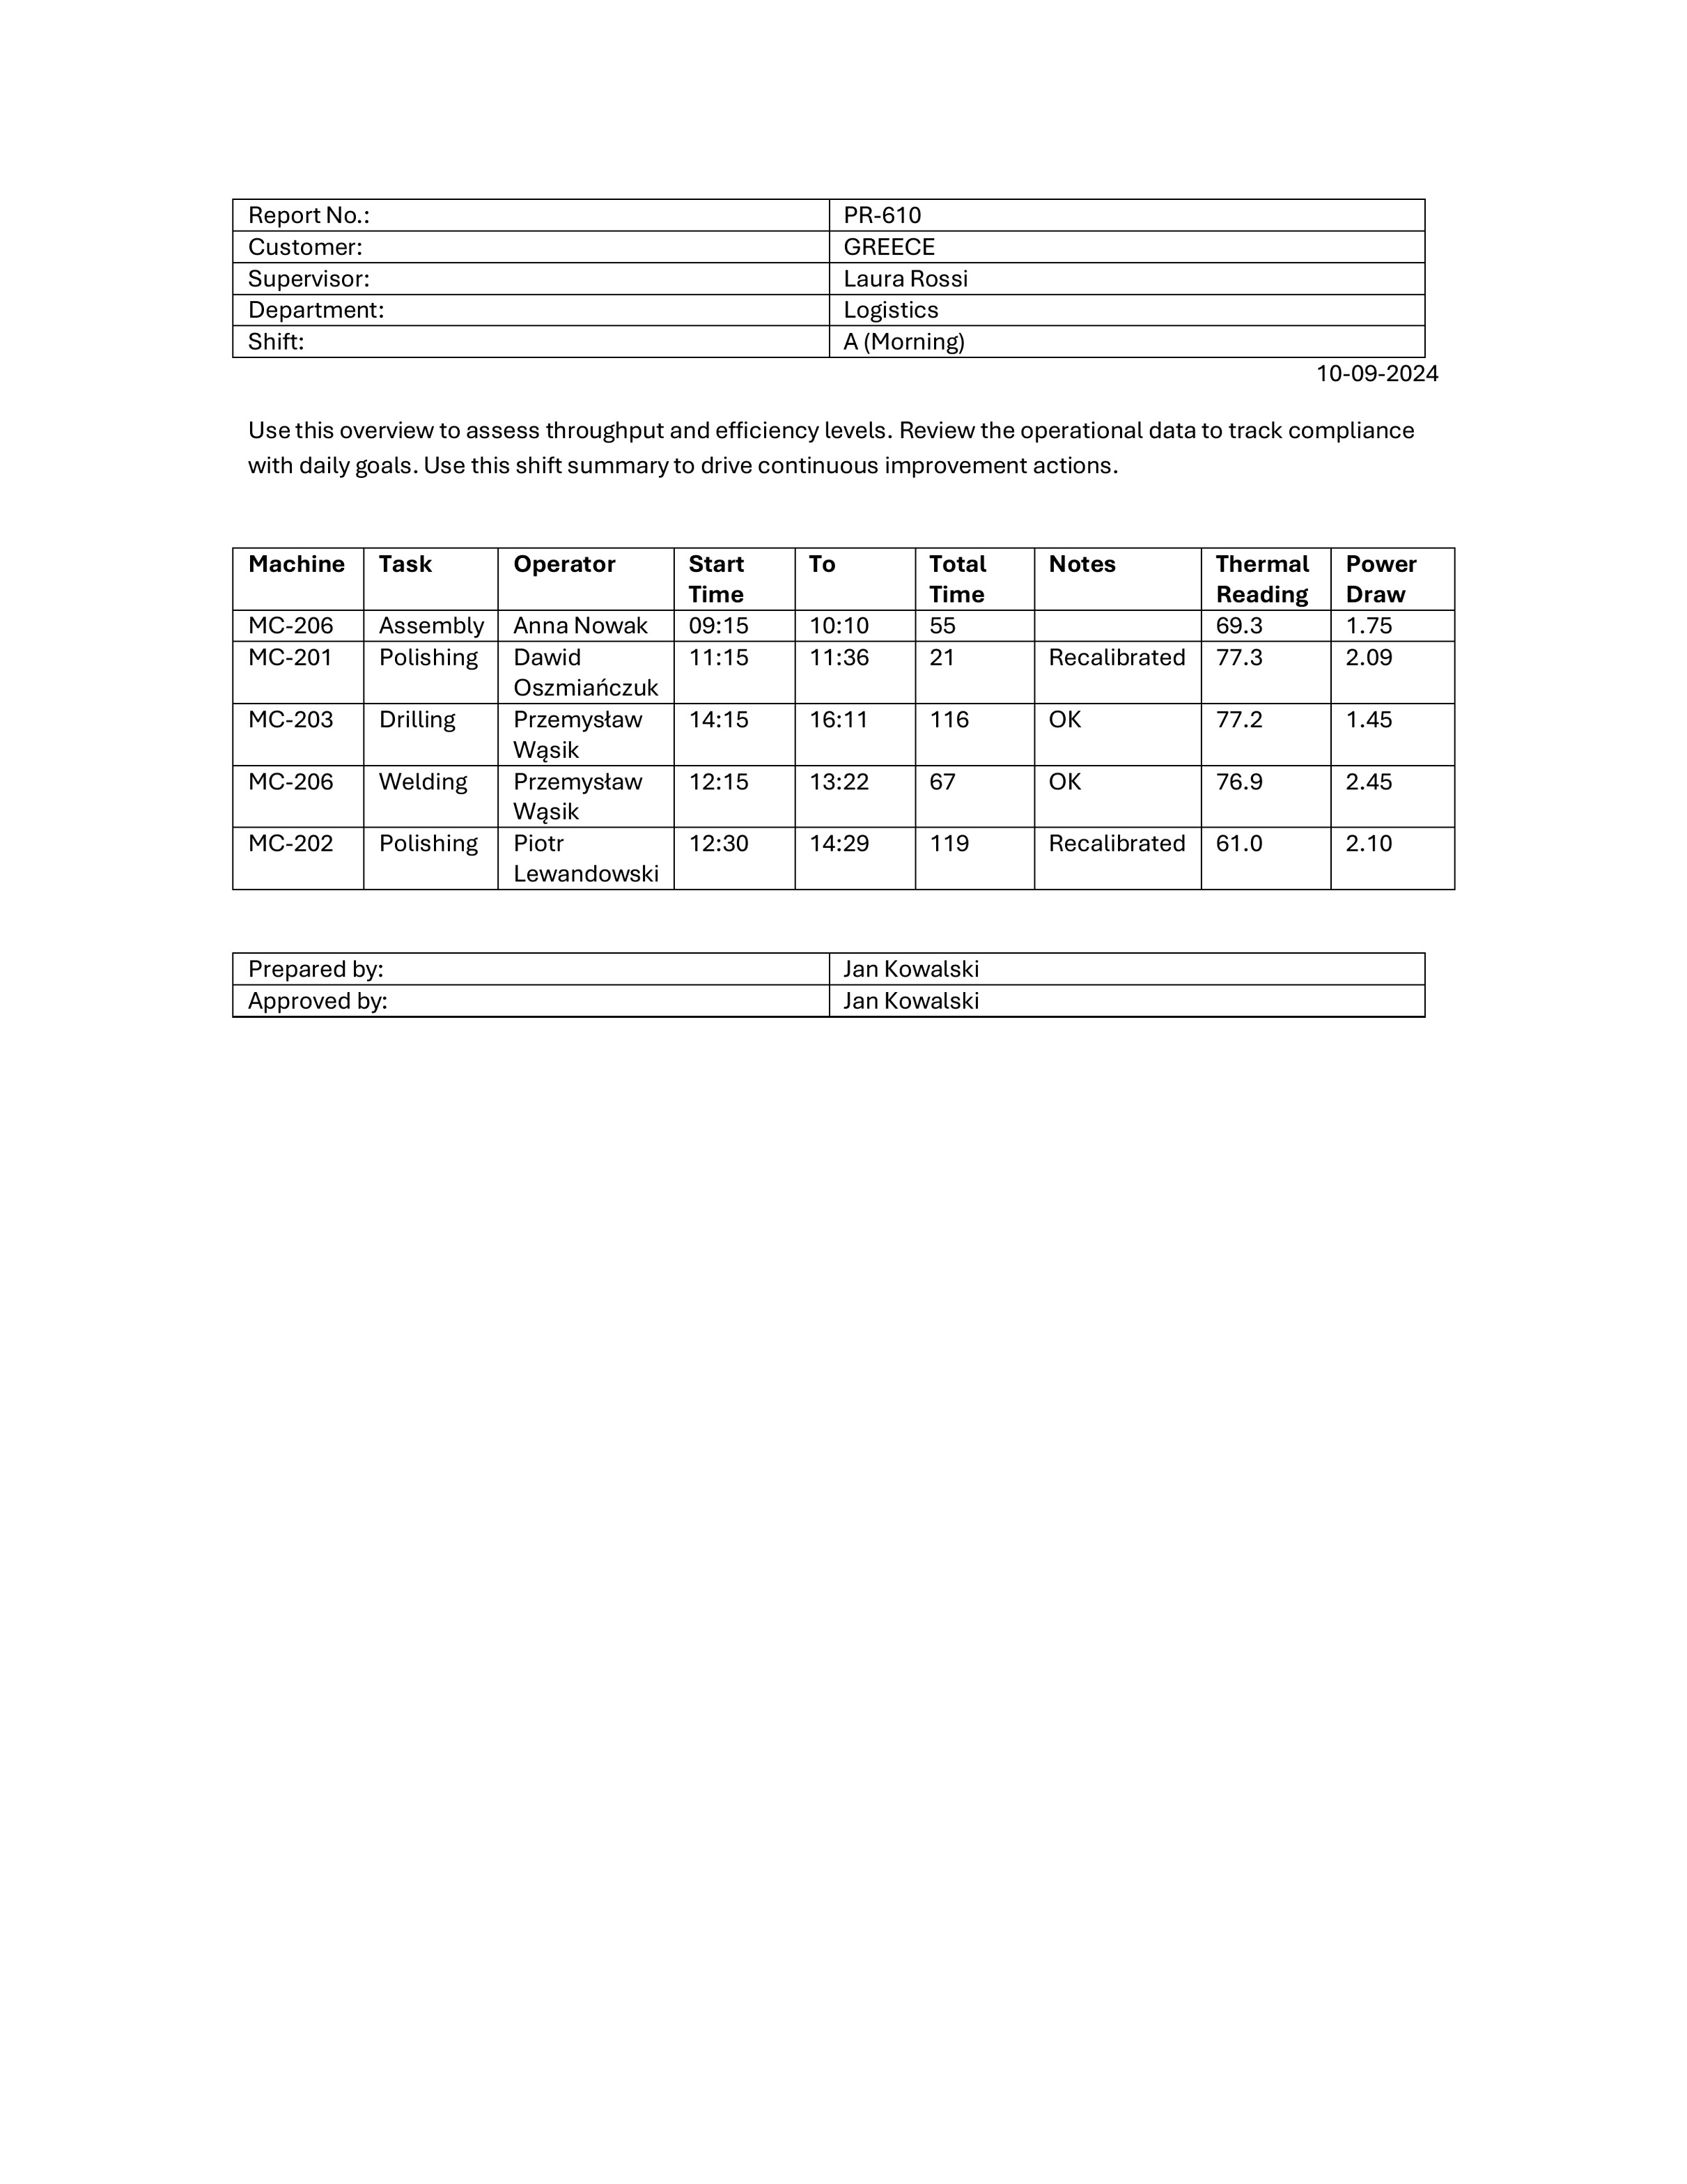 Report No.: PR-610
Customer: GREECE
Supervisor: Laura Rossi
Department: Logistics
Shift: A (Morning)
10-09-2024
Use this overview to assess throughput and efficiency levels. Review the operational data to track compliance
with daily goals. Use this shift summary to drive continuous improvement actions.
Machine Task Operator Start To Total Notes Thermal Power
Time Time Reading Draw
MC-206 Assembly Anna Nowak 09:15 10:10 55 69.3 1.75
MC-201 Polishing Dawid 11:15 11:36 21 Recalibrated 77.3 2.09
Oszmiańczuk
MC-203 Drilling Przemysław 14:15 16:11 116 OK 77.2 1.45
Wąsik
MC-206 Welding Przemysław 12:15 13:22 67 OK 76.9 2.45
Wąsik
MC-202 Polishing Piotr 12:30 14:29 119 Recalibrated 61.0 2.10
Lewandowski
Prepared by: Jan Kowalski
Approved by: Jan Kowalski